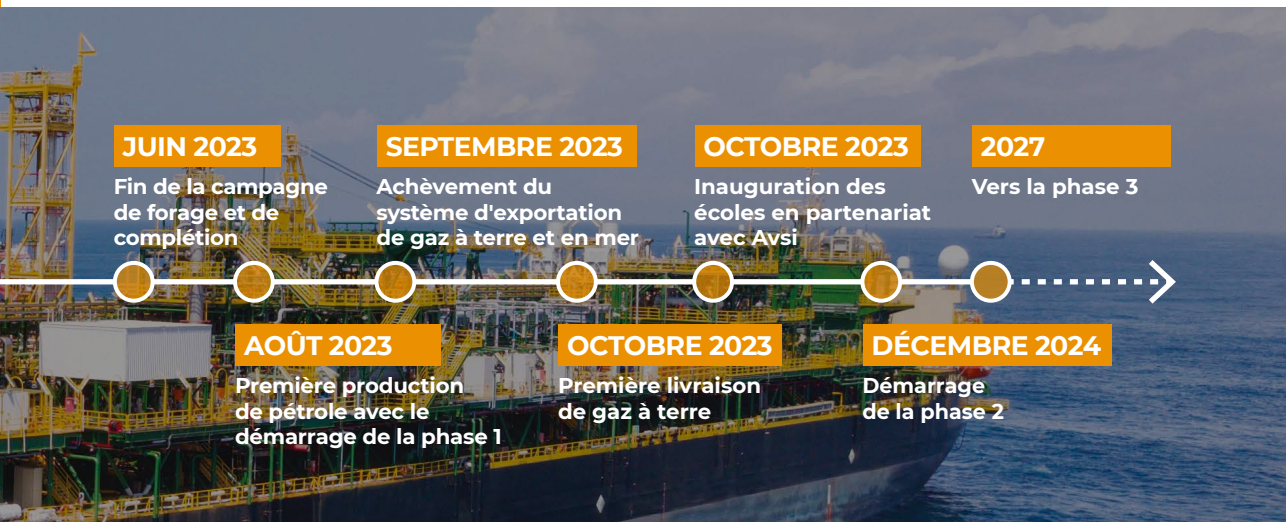 JUIN 2023
Fin de la campagne
de forage et de
complétion
AOÛT 2023
Première production
de pétrole avec le
démarrage de la phase 1
SEPTEMBRE 2023
Achèvement du
système d'exportation
de gaz à terre et en mer
OCTOBRE 2023
Première livraison
de gaz à terre
OCTOBRE 2023
Inauguration des
écoles en partenariat
avec Avsi
DÉCEMBRE 2024
Démarrage
de la phase 2
2027
Vers la phase 3